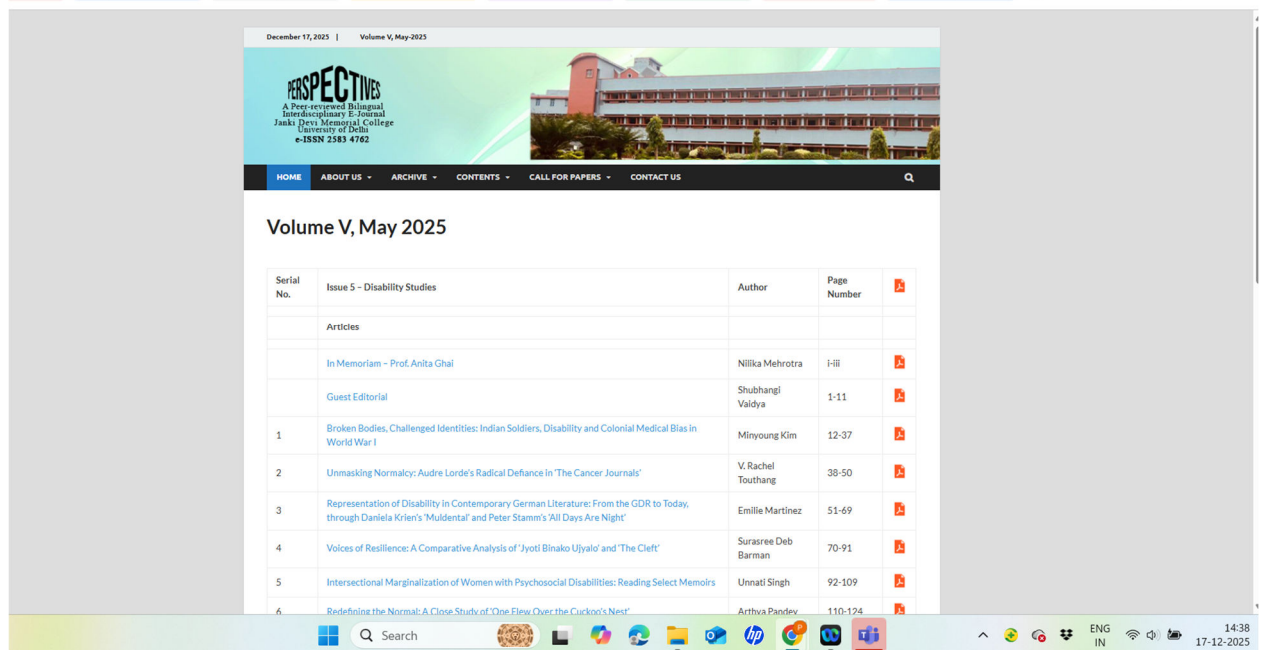 December 17, 2025 | Volume V, May-2025
PERSPECTIVES
A Peer-reviewed Bilingual
Interdisciplinary E-Journal
Janki Devi Memorial College
University of Delhi
e-ISSN 2583 4762
HOME ABOUT US ARCHIVE CONTENTS CALL FOR PAPERS CONTACT US
Volume V, May 2025
Serial No. Issue 5 – Disability Studies Author Page Number
Articles
In Memoriam – Prof. Anita Ghai Nilika Mehrotra i-iii
Guest Editorial Shubhangi Vaidya 1-11
1 Broken Bodies, Challenged Identities: Indian Soldiers, Disability and Colonial Medical Bias in
World War I Minyoung Kim 12-37
2 Unmasking Normalcy: Audre Lorde's Radical Defiance in 'The Cancer Journals' V. Rachel Touthang 38-50
3 Representation of Disability in Contemporary German Literature: From the GDR to Today,
through Daniela Krien's 'Muldental' and Peter Stamm's 'All Days Are Night' Emilie Martinez 51-69
4 Voices of Resilience: A Comparative Analysis of 'Jyoti Binako Ujyalo' and 'The Cleft' Surasree Deb Barman 70-91
5 Intersectional Marginalization of Women with Psychosocial Disabilities: Reading Select Memoirs Unnati Singh 92-109
6 Redefining the Normal: A Close Study of 'One Flew Over the Cuckoo's Nest' Arthya Pandey 110-124
Search
ENG
IN
14:38
17-12-2025